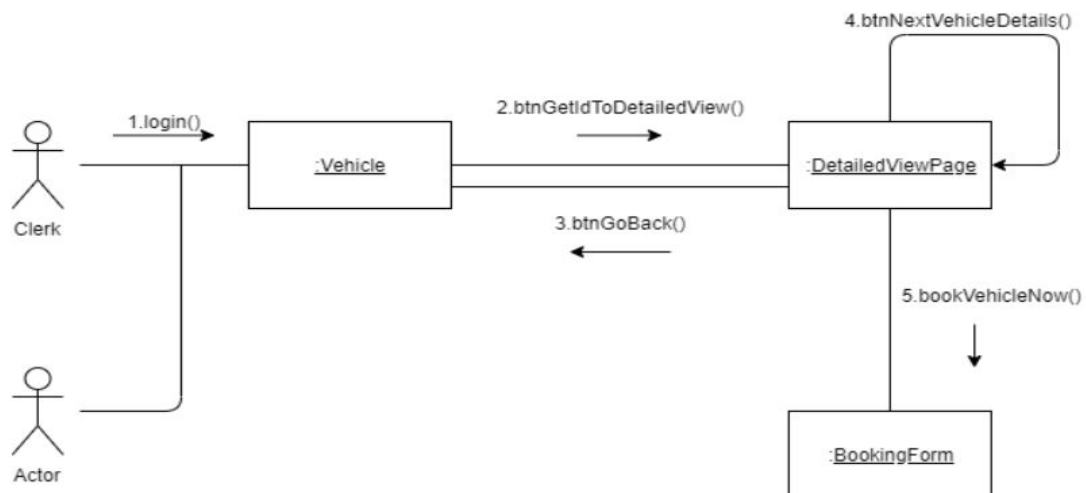 4.btnNextVehicleDetails()
1.login()
2.btnGetIdToDetailedView()
:Vehicle
:DetailedViewPage
Clerk
3.btnGoBack()
5.bookVehicleNow()
:BookingForm
Actor